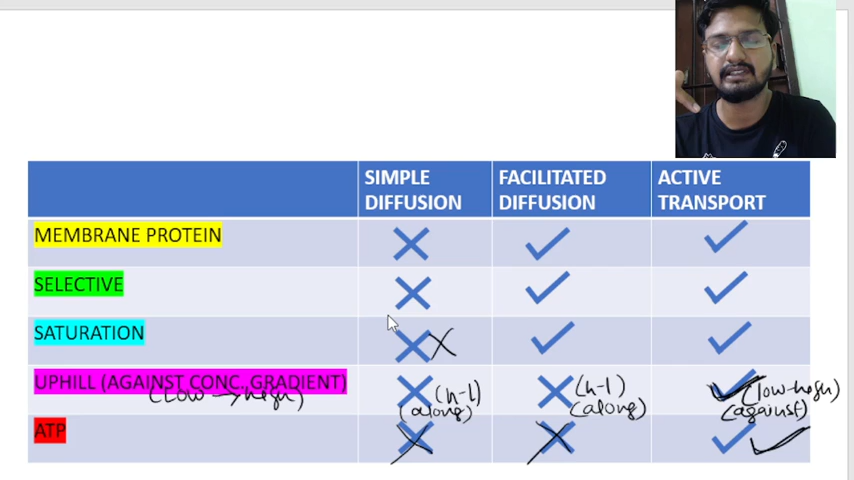 SIMPLE DIFFUSION
FACILITATED DIFFUSION
ACTIVE TRANSPORT
MEMBRANE PROTEIN
SELECTIVE
SATURATION
UPHILL (AGAINST CONC. GRADIENT)
(Low → high)
(h-l)
(along)
(h-l)
(along)
(low-high)
(against)
ATP